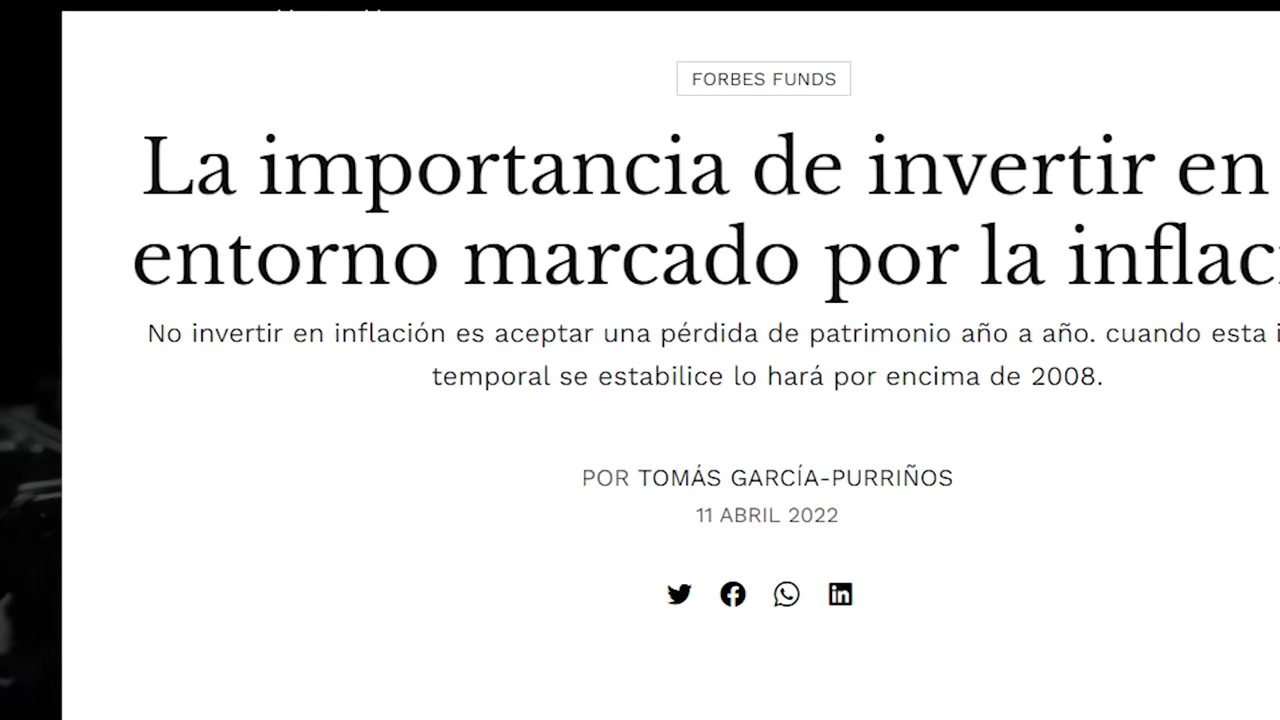 FORBES FUNDS
La importancia de invertir en
entorno marcado por la inflac
No invertir en inflación es aceptar una pérdida de patrimonio año a año. cuando esta
temporal se estabilice lo hará por encima de 2008.
POR TOMÁS GARCÍA-PURRIÑOS
11 ABRIL 2022